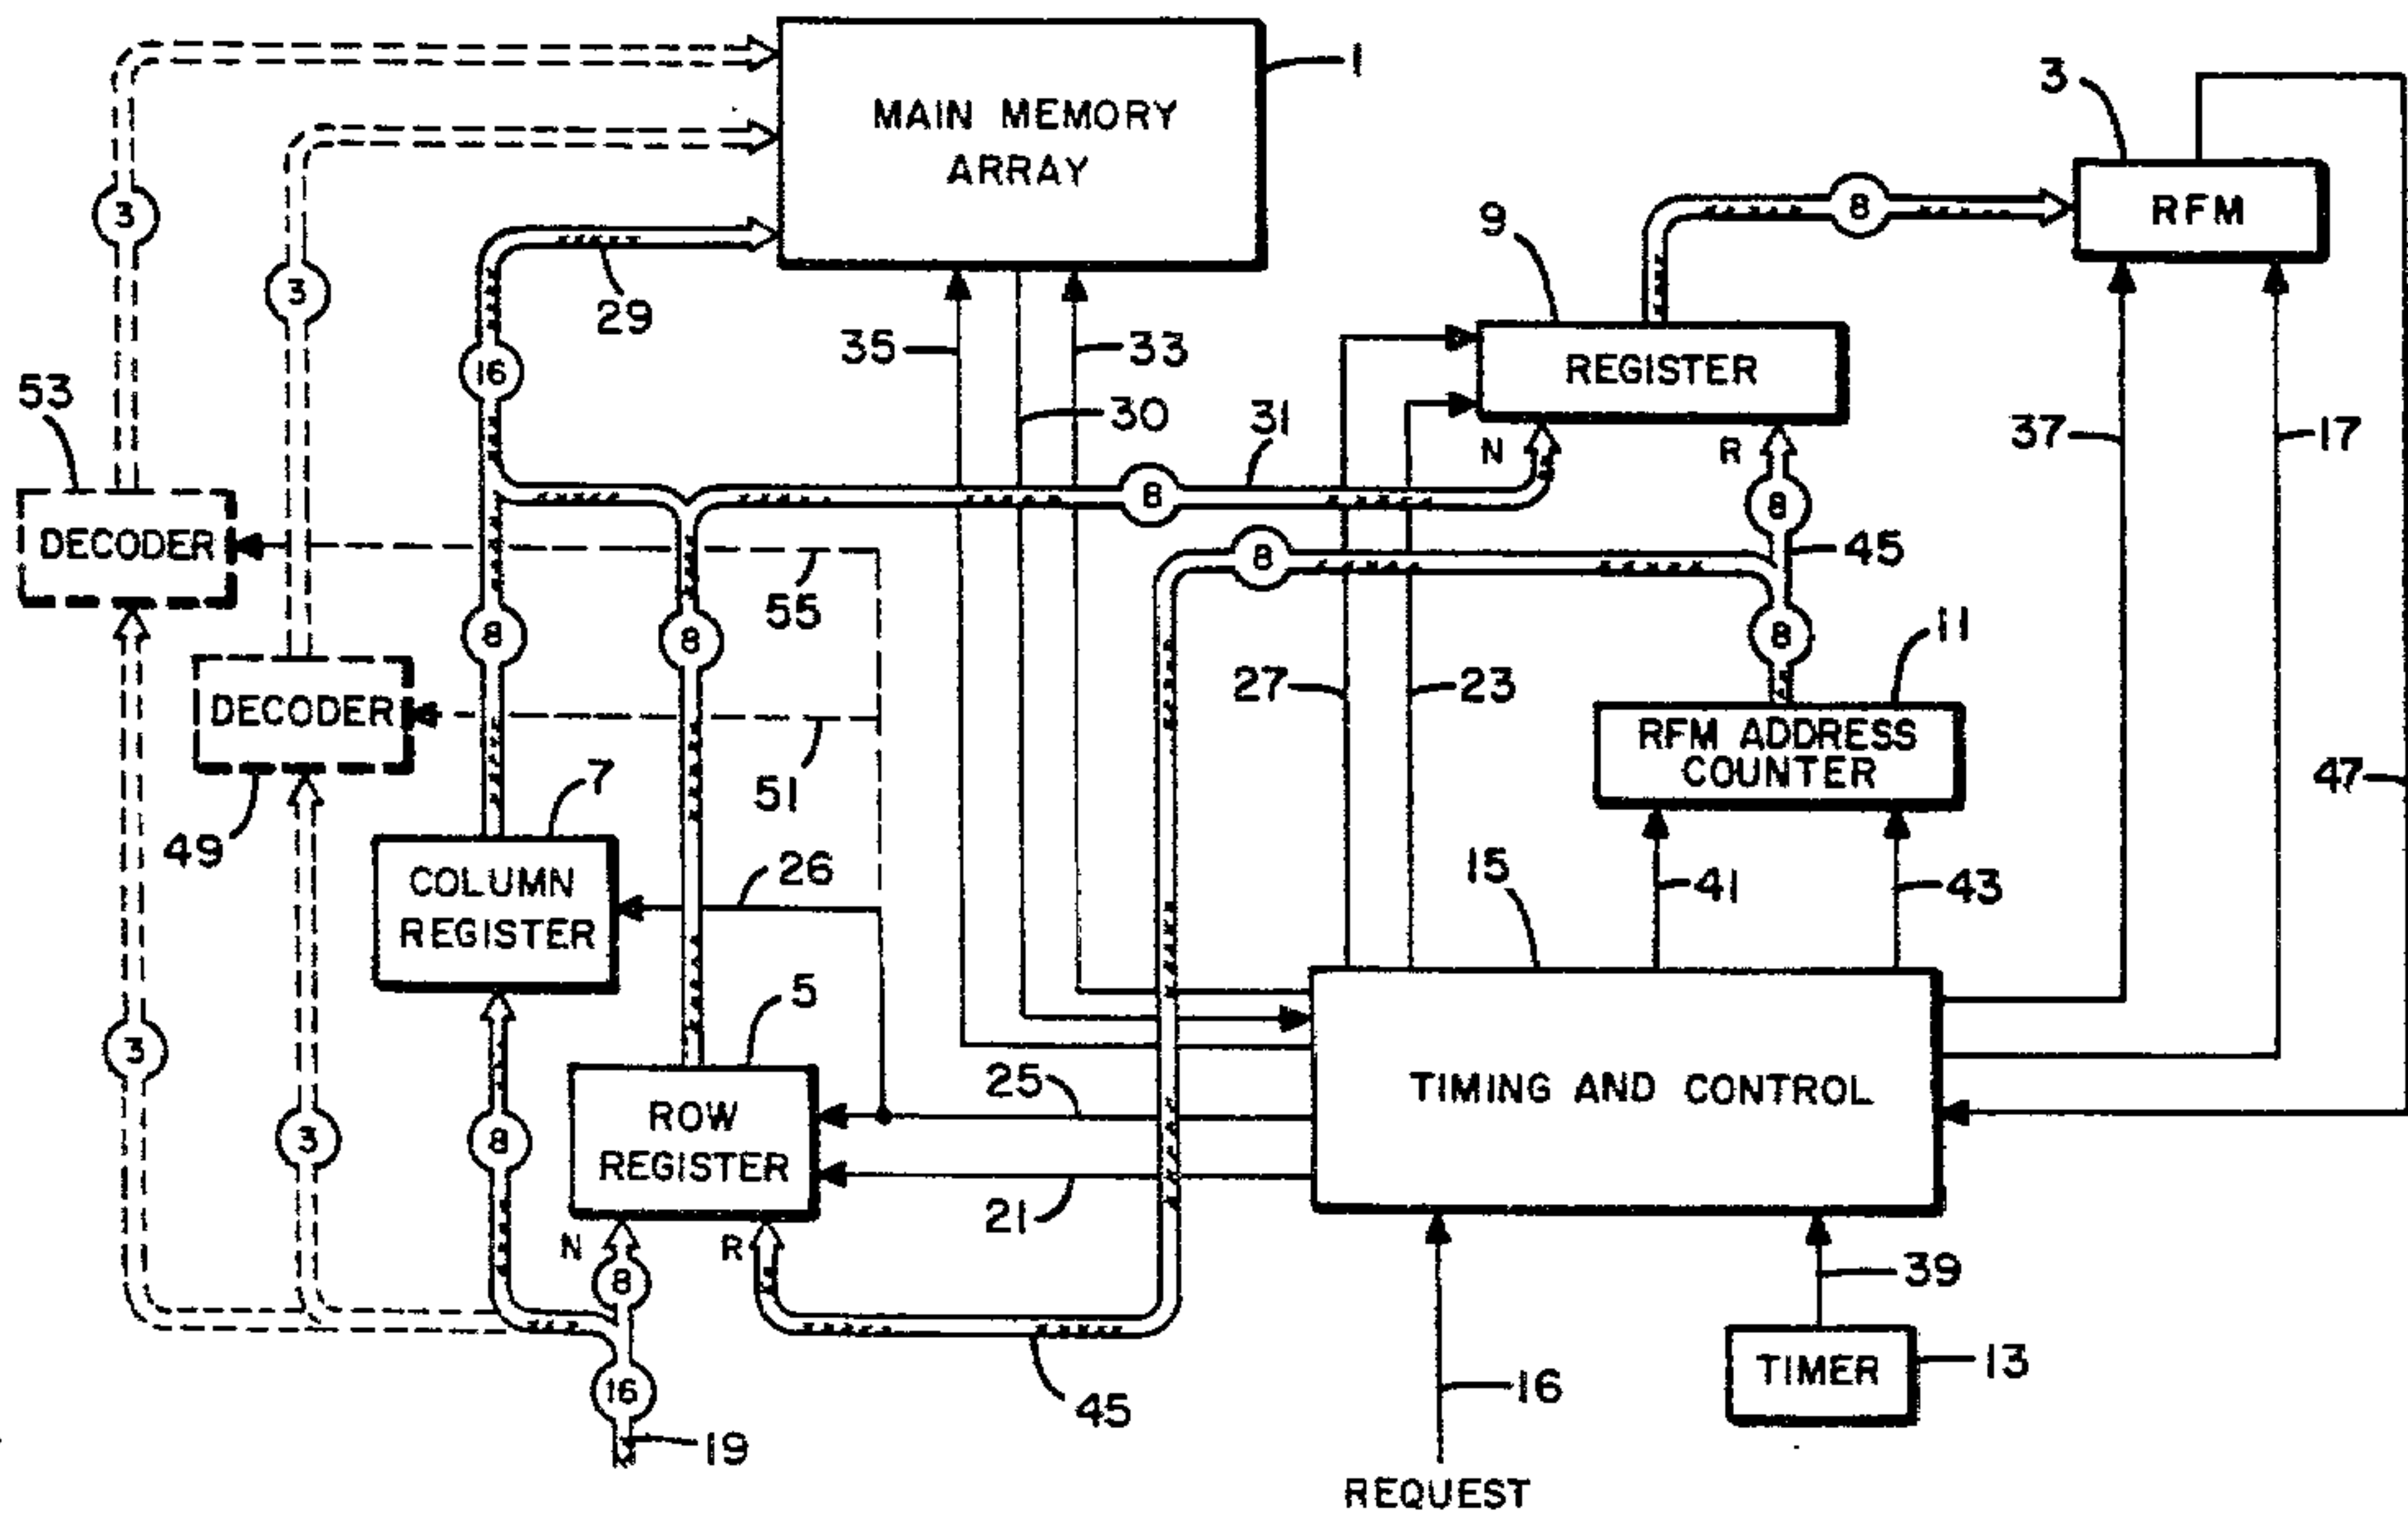 1
MAIN MEMORY
ARRAY
3
RFM
8
9
3
3
29
35
33
16
REGISTER
53
30
31
37
17
N
R
8
8
DECODER
8
45
55
8
8
8
11
27
23
DECODER
RFM ADDRESS
COUNTER
7
51
47
49
26
15
41
43
COLUMN
REGISTER
5
3
25
TIMING AND CONTROL
ROW
REGISTER
3
8
21
N
R
8
39
16
45
16
TIMER
13
19
REQUEST